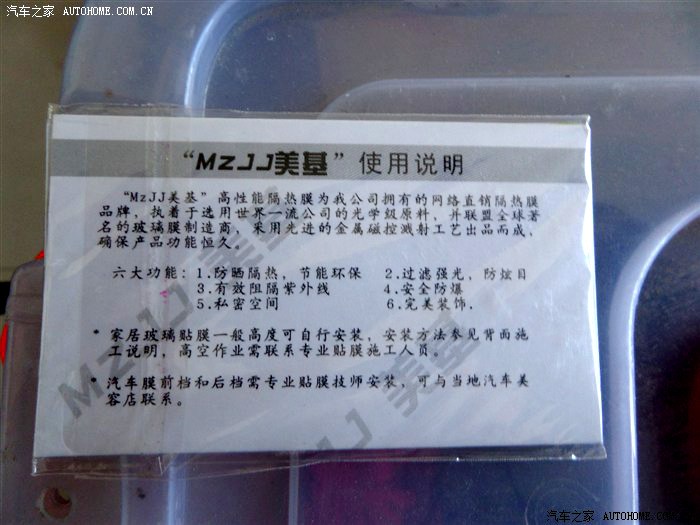 汽车之家 AUTOHOME.COM.CN
“MzJJ美基” 使用说明
“MzJJ美基”高性能隔热膜为我公司拥有的网络直销隔热膜
品牌，执着于选用世界一流公司的光学级原料，并联盟全球著
名的玻璃膜制造商，采用先进的金属磁控溅射工艺出品而成，
确保产品功能恒久。
六大功能：1.防晒隔热，节能环保 2.过滤强光，防炫目
3.有效阻隔紫外线 4.安全防爆
5.私密空间 6.完美装饰.
* 家居玻璃贴膜一般高度可自行安装，安装方法参见背面施
工说明，高空作业需联系专业贴膜施工人员。
* 汽车膜前档和后档需专业贴膜技师安装，可与当地汽车美
容店联系。
MzJJ 美基
MzJJ 美基
汽车之家 AUTOHOME.COM.CN